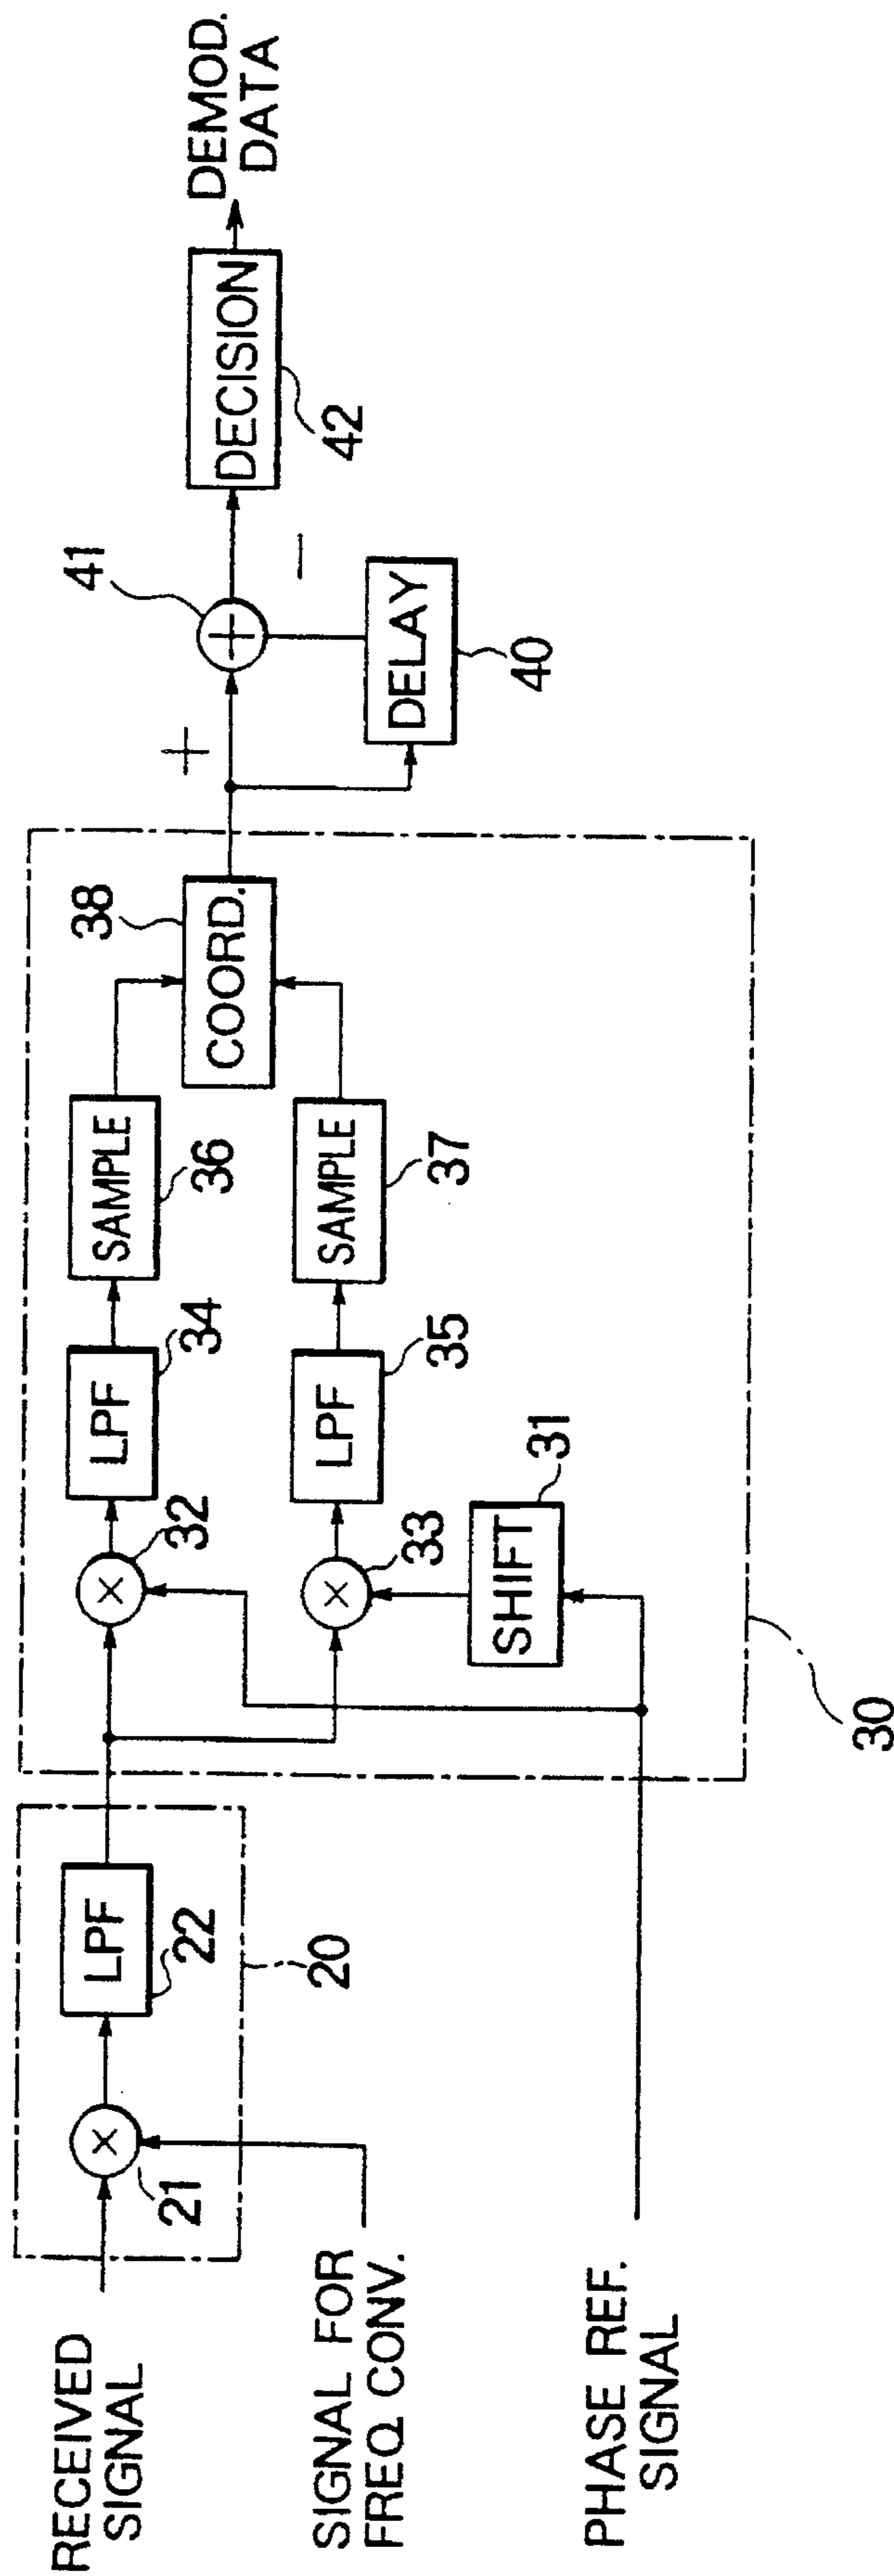 RECEIVED
SIGNAL
SIGNAL FOR
FREQ. CONV.
PHASE REF.
SIGNAL
×
21
LPF
22
20
×
32
LPF
34
SAMPLE
36
×
33
LPF
35
SAMPLE
37
SHIFT
31
COORD.
38
30
+
+
41
−
DELAY
40
DECISION
42
DEMOD.
DATA